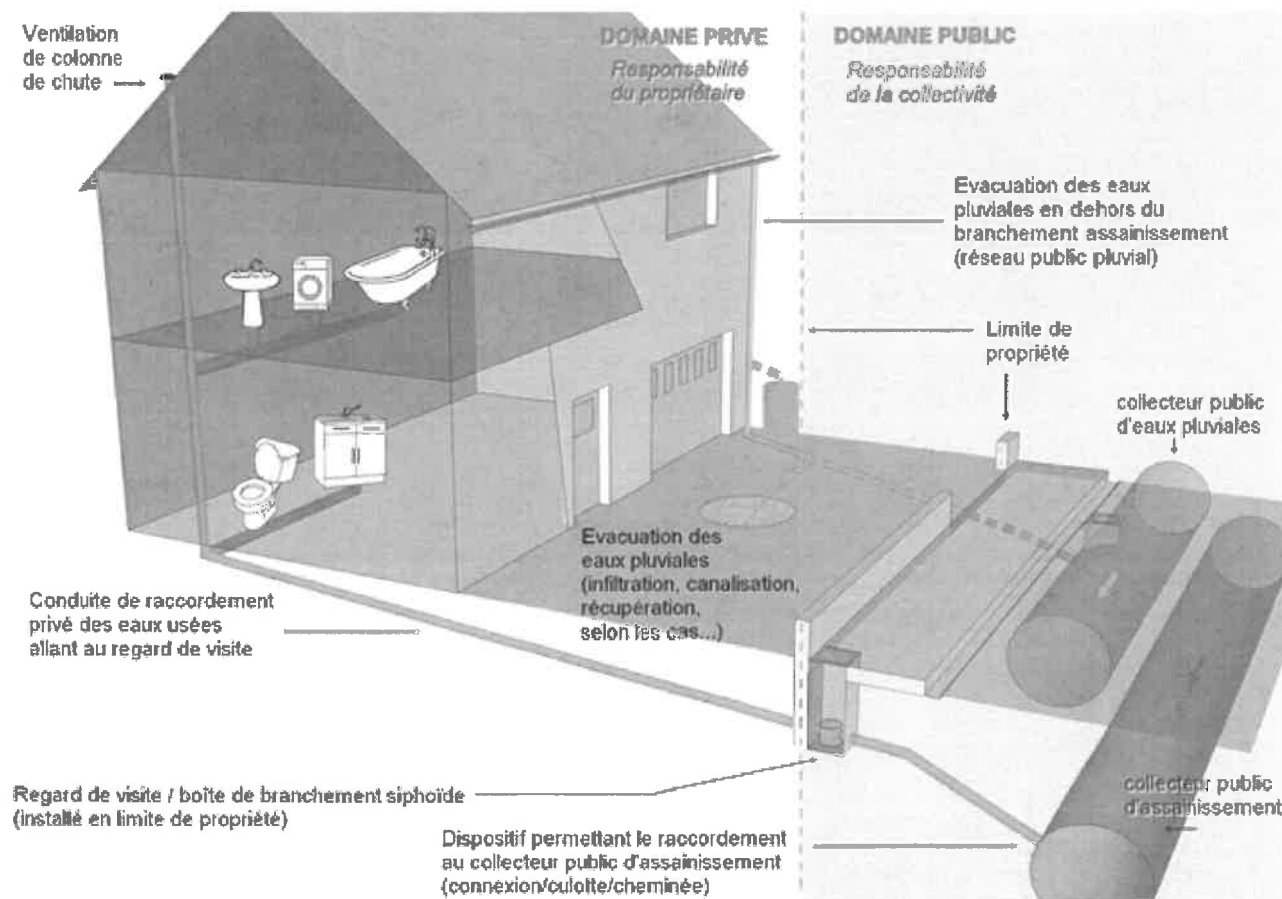 Ventilation
de colonne
de chute
DOMAINE PRIVE
Responsabilité
du propriétaire
DOMAINE PUBLIC
Responsabilité
de la collectivité
Evacuation des eaux
pluviales en dehors du
branchement assainissement
(réseau public pluvial)
Limite de
propriété
collecteur public
d'eaux pluviales
Evacuation des
eaux pluviales
(infiltration, canalisation,
récupération,
selon les cas...)
Conduite de raccordement
privé des eaux usées
allant au regard de visite
Regard de visite / boîte de branchement siphoïde
(installé en limite de propriété)
collecteur public
d'assainissement
Dispositif permettant le raccordement
au collecteur public d'assainissement
(connexion/culotte/cheminée)